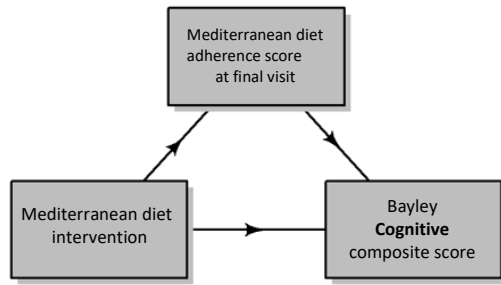 Mediterranean diet
adherence score
at final visit
Mediterranean diet
intervention
Bayley
Cognitive
composite score